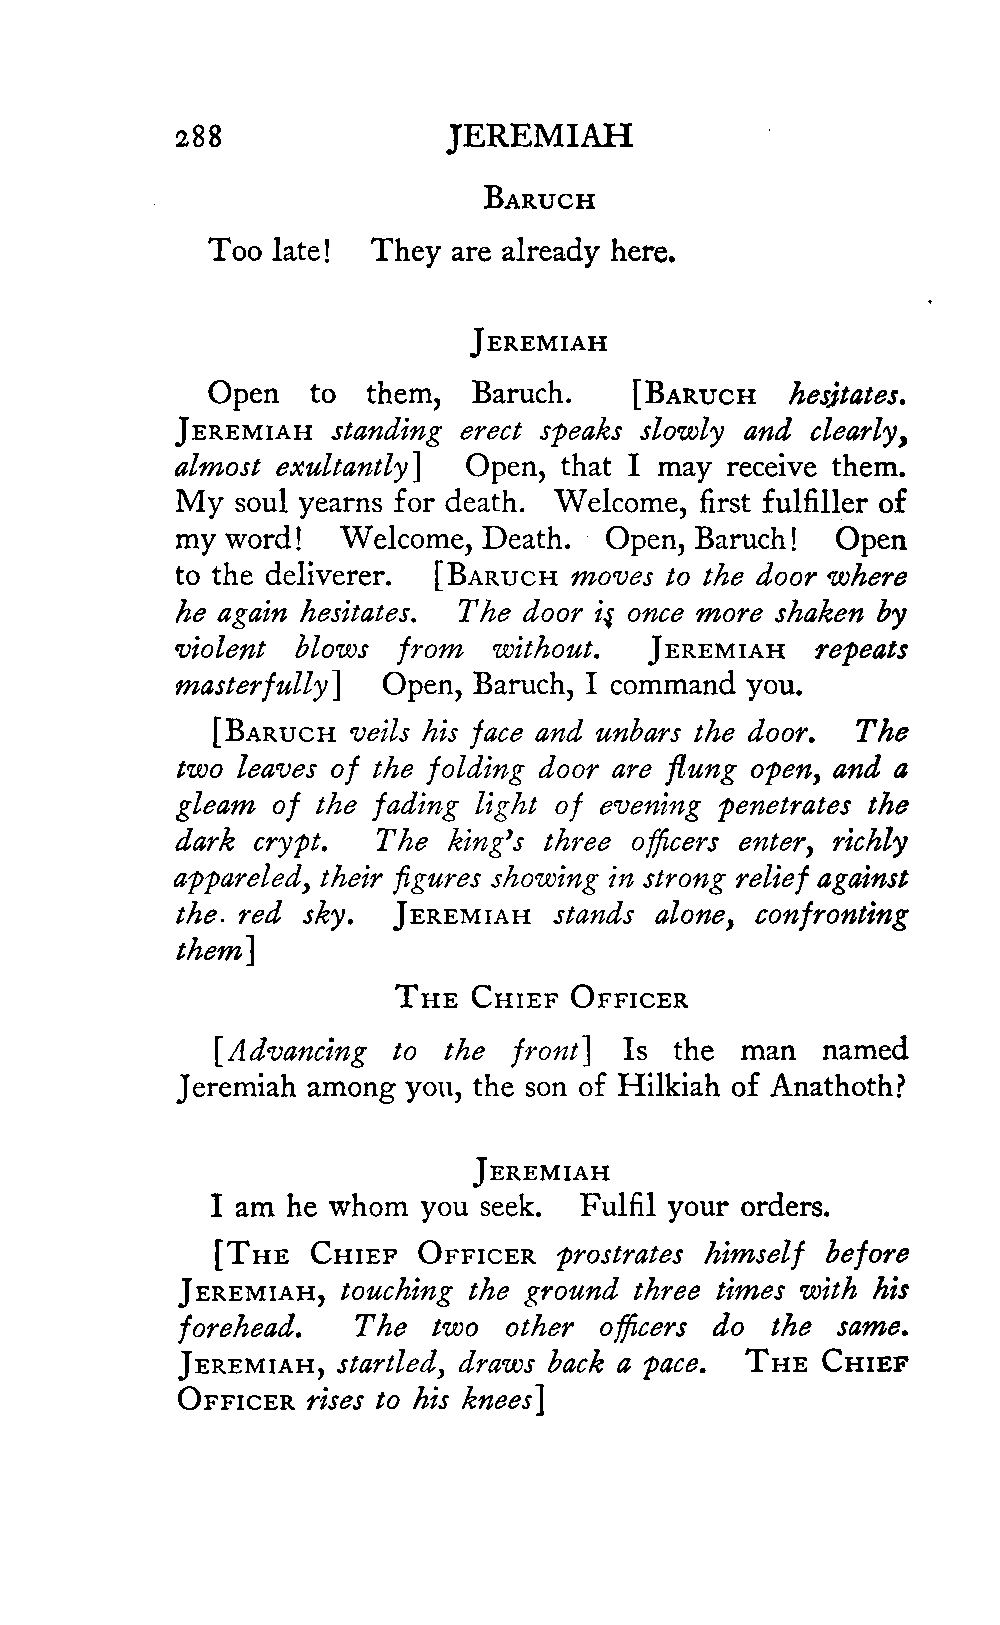 288 JEREMIAH
BARUCH
Too late! They are already here.
JEREMIAH
Open to them, Baruch. [BARUCH hesitates.
JEREMIAH standing erect speaks slowly and clearly,
almost exultantly] Open, that I may receive them.
My soul yearns for death. Welcome, first fulfiller of
my word! Welcome, Death. Open, Baruch! Open
to the deliverer. [BARUCH moves to the door where
he again hesitates. The door is once more shaken by
violent blows from without. JEREMIAH repeats
masterfully] Open, Baruch, I command you.
[BARUCH veils his face and unbars the door. The
two leaves of the folding door are flung open, and a
gleam of the fading light of evening penetrates the
dark crypt. The king's three officers enter, richly
appareled, their figures showing in strong relief against
the red sky. JEREMIAH stands alone, confronting
them]
THE CHIEF OFFICER
[Advancing to the front] Is the man named
Jeremiah among you, the son of Hilkiah of Anathoth?
JEREMIAH
I am he whom you seek. Fulfil your orders.
[THE CHIEF OFFICER prostrates himself before
JEREMIAH, touching the ground three times with his
forehead. The two other officers do the same.
JEREMIAH, startled, draws back a pace. THE CHIEF
OFFICER rises to his knees]